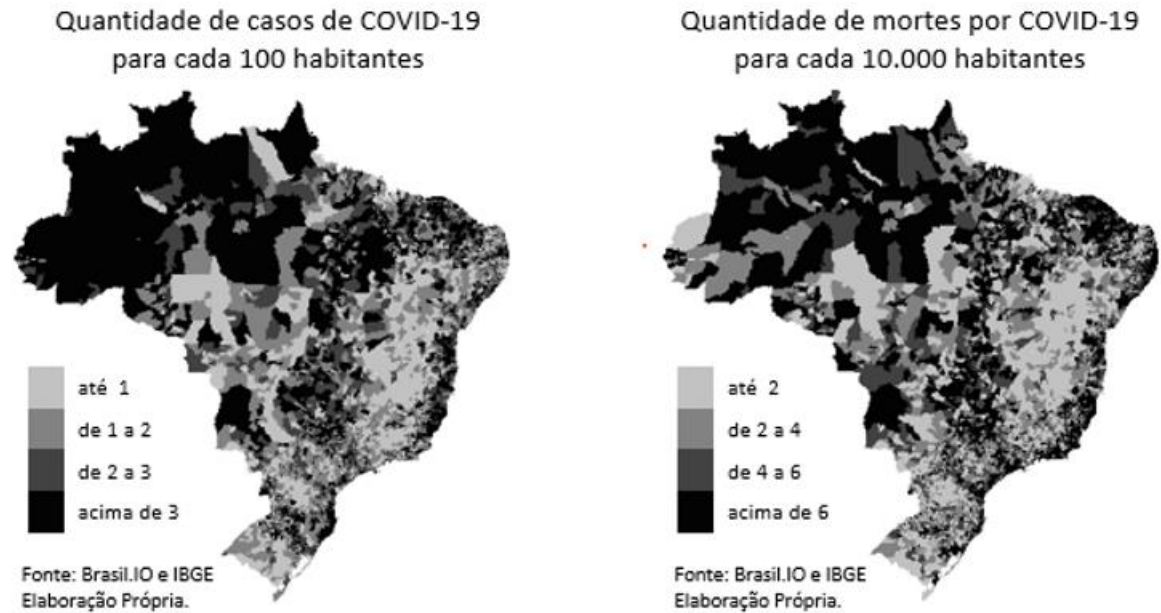 Quantidade de casos de COVID-19
para cada 100 habitantes
até 1
de 1 a 2
de 2 a 3
acima de 3
Fonte: Brasil.IO e IBGE
Elaboração Própria.
Quantidade de mortes por COVID-19
para cada 10.000 habitantes
até 2
de 2 a 4
de 4 a 6
acima de 6
Fonte: Brasil.IO e IBGE
Elaboração Própria.